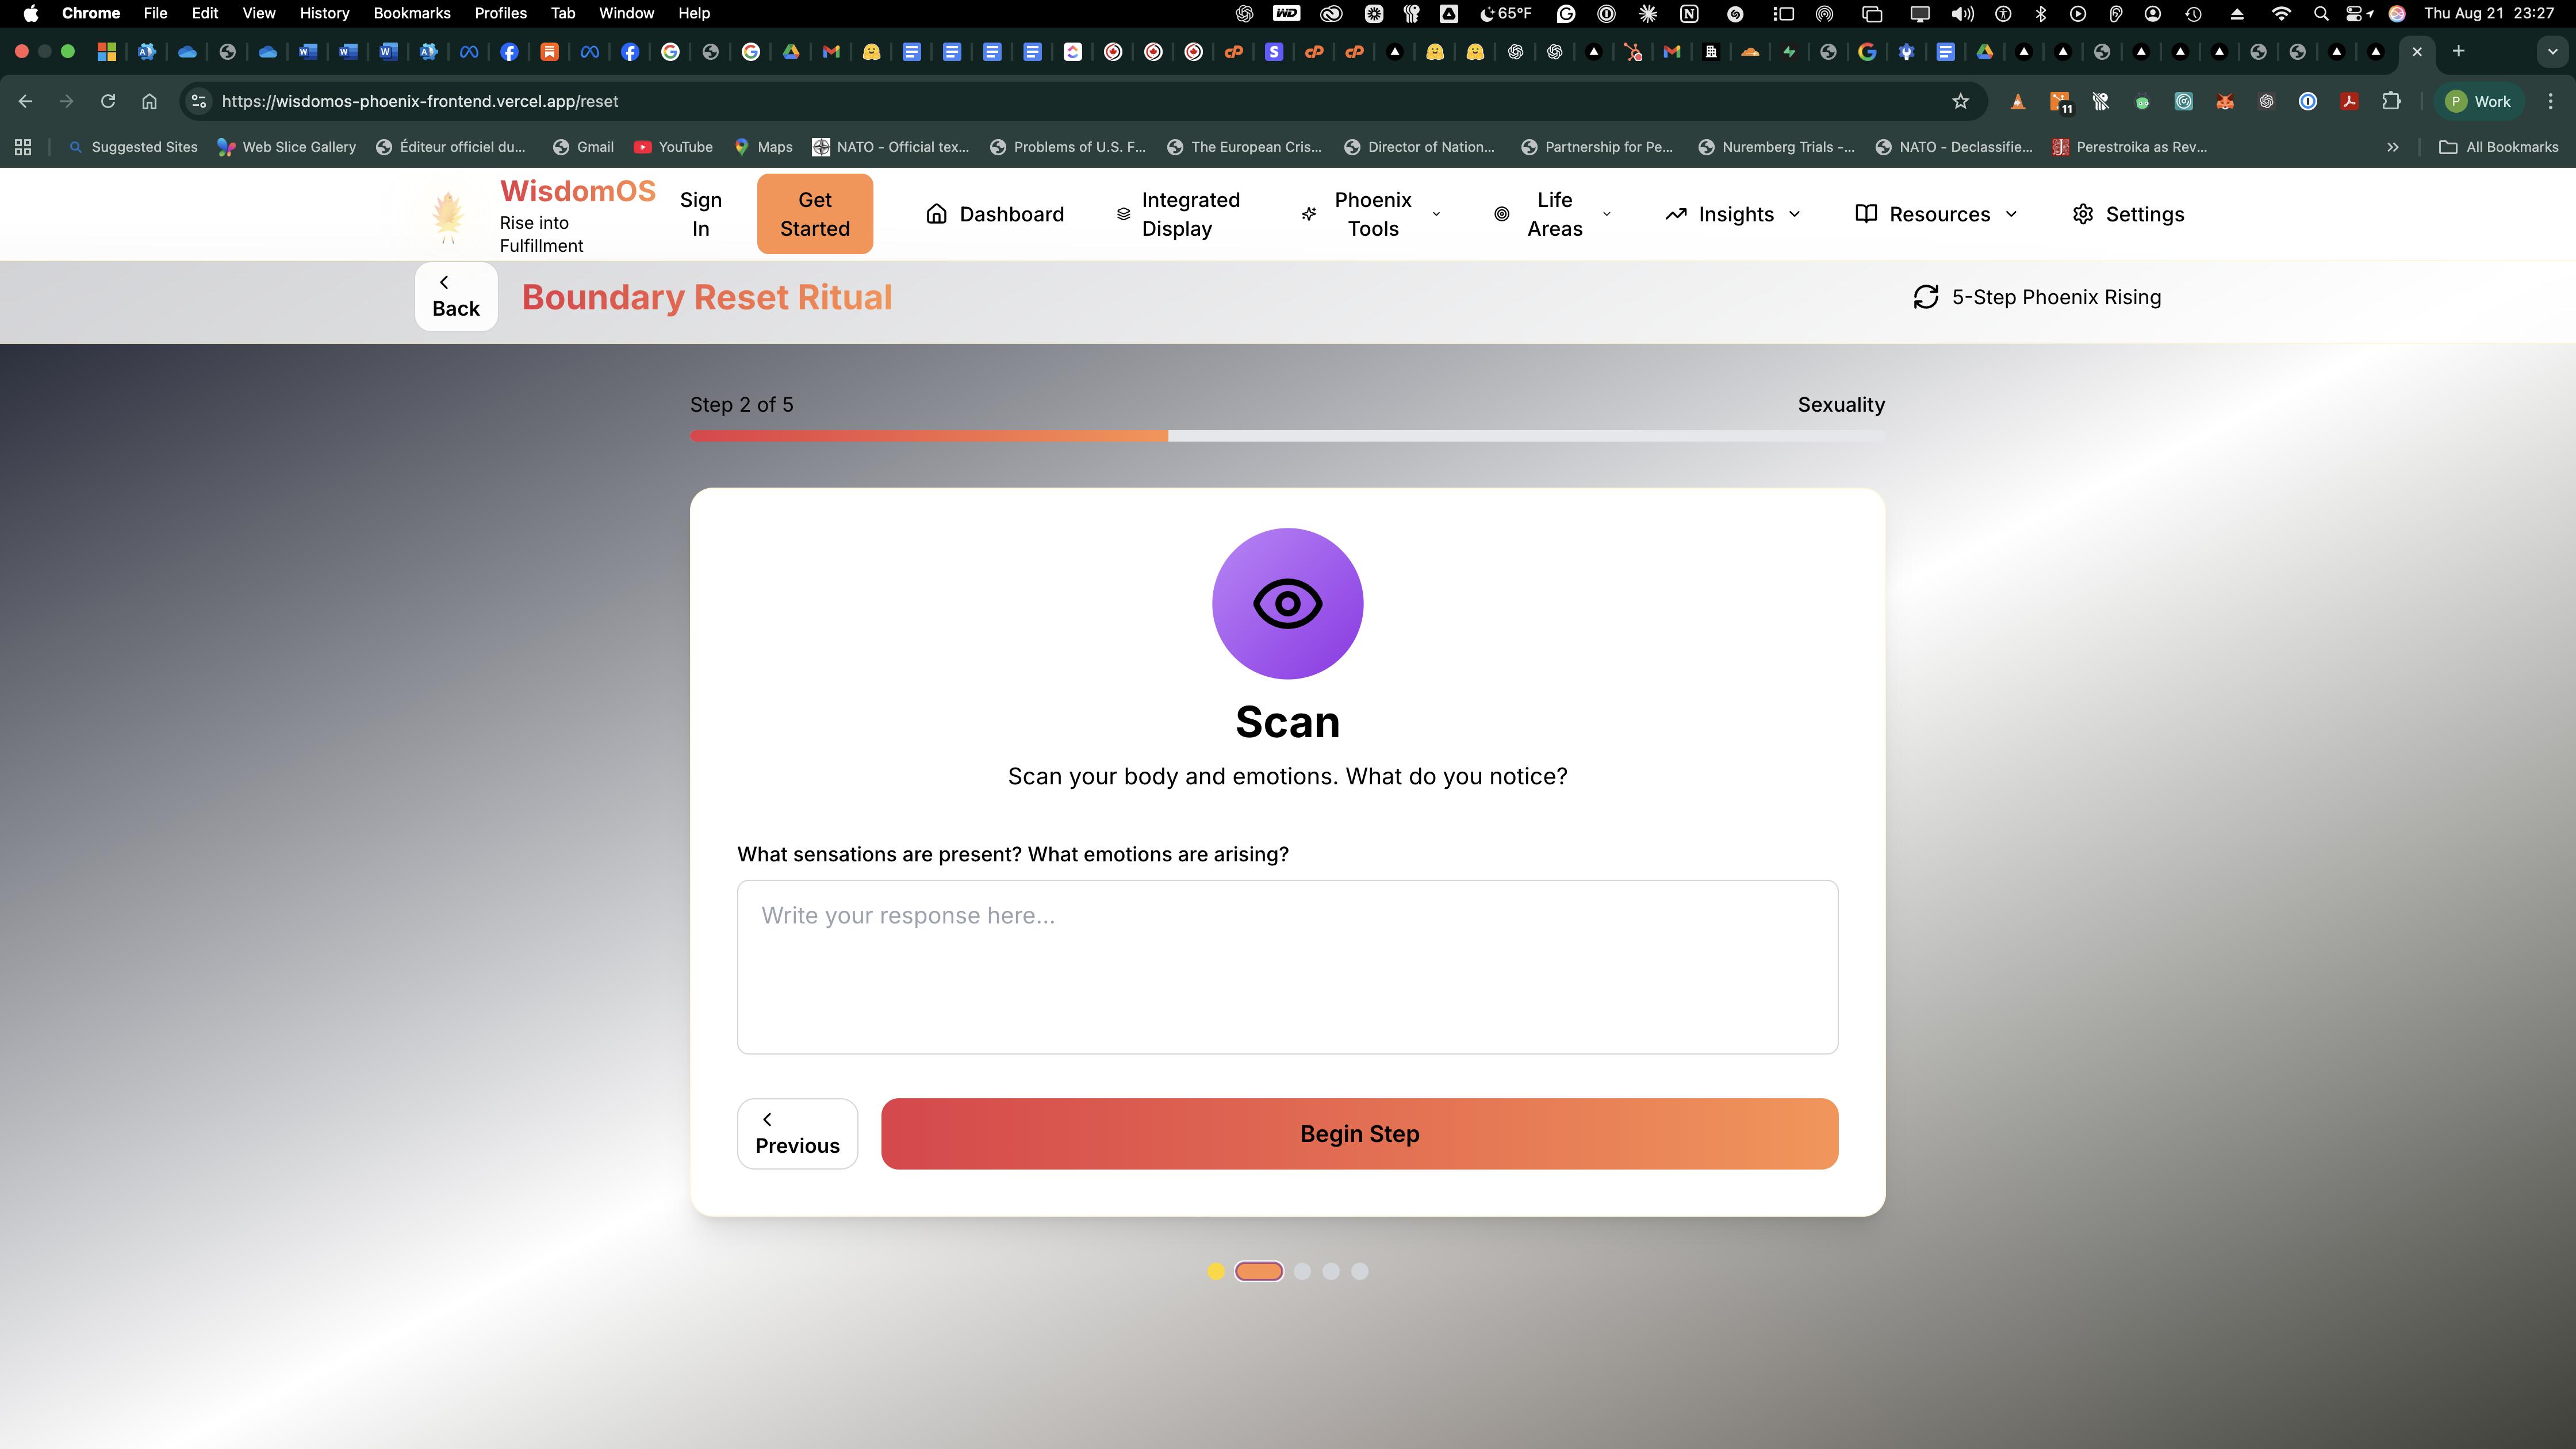 Chrome File Edit View History Bookmarks Profiles Tab Window Help
WD 65°F Thu Aug 21 23:27
https://wisdomos-phoenix-frontend.vercel.app/reset
11
P Work
Suggested Sites Web Slice Gallery Éditeur officiel du... Gmail YouTube Maps NATO - Official tex... Problems of U.S. F... The European Cris... Director of Nation... Partnership for Pe... Nuremberg Trials -... NATO - Declassifie... Perestroika as Rev... All Bookmarks
WisdomOS
Rise into
Fulfillment
Sign
In
Get
Started
Dashboard
Integrated
Display
Phoenix
Tools
Life
Areas
Insights
Resources
Settings
Back
Boundary Reset Ritual
5-Step Phoenix Rising
Step 2 of 5
Sexuality
Scan
Scan your body and emotions. What do you notice?
What sensations are present? What emotions are arising?
Write your response here...
Previous
Begin Step